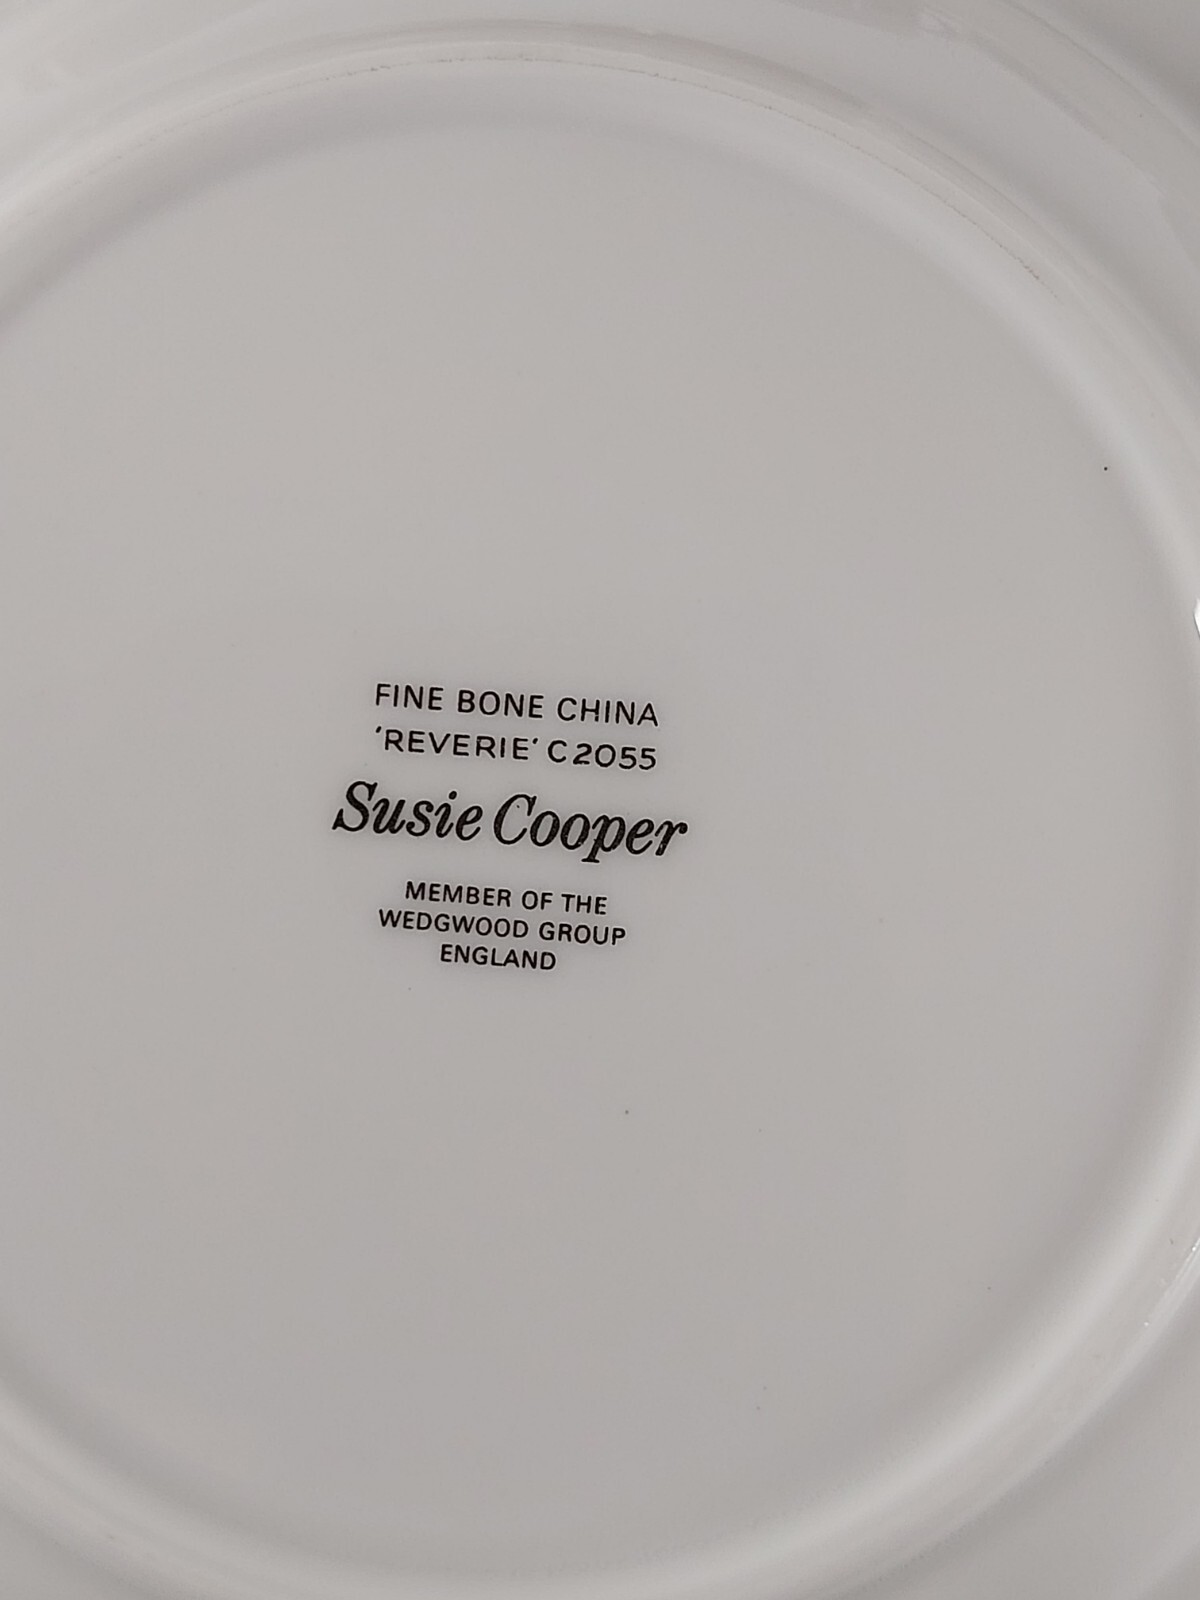 FINE BONE CHINA
'REVERIE' C2055
Susie Cooper
MEMBER OF THE
WEDGWOOD GROUP
ENGLAND